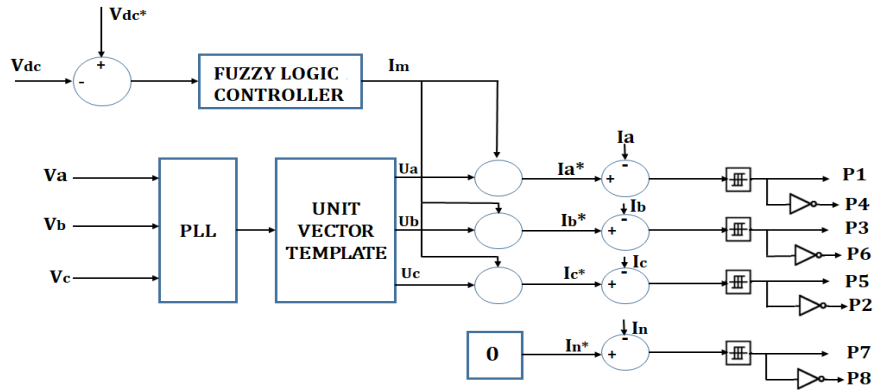 Vdc*
Vdc
+
-
FUZZY LOGIC
CONTROLLER
Im
Ia
Va
Vb
Vc
PLL
UNIT
VECTOR
TEMPLATE
Ua
Ub
Uc
Ia*
+
-
P1
P4
Ib
Ib*
+
-
P3
P6
Ic
Ic*
+
-
P5
P2
0
In
In*
+
-
P7
P8